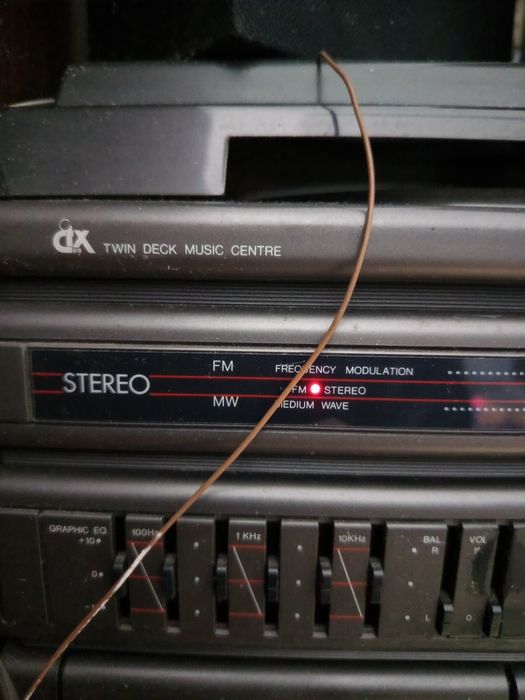 dx TWIN DECK MUSIC CENTRE
STEREO
FM
FREQUENCY MODULATION
FM STEREO
MW
MEDIUM WAVE
GRAPHIC EQ
+10
0
100Hz
1 KHz
10KHz
BAL
R
L
VOL
0